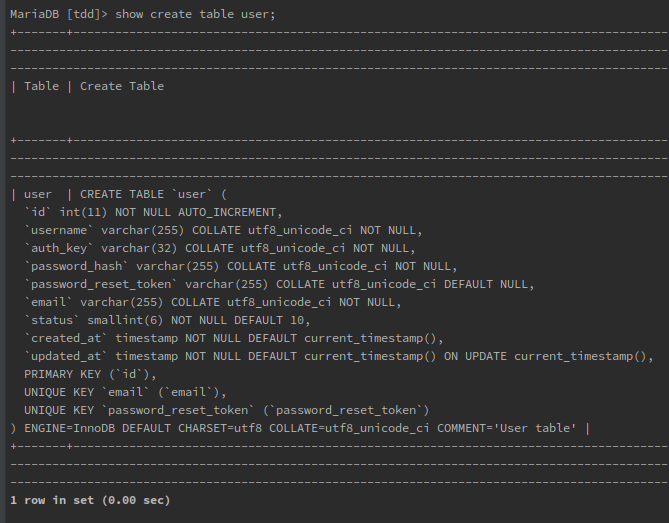 MariaDB [tdd]> show create table user;
| Table | Create Table
| user  | CREATE TABLE `user` (
  `id` int(11) NOT NULL AUTO_INCREMENT,
  `username` varchar(255) COLLATE utf8_unicode_ci NOT NULL,
  `auth_key` varchar(32) COLLATE utf8_unicode_ci NOT NULL,
  `password_hash` varchar(255) COLLATE utf8_unicode_ci NOT NULL,
  `password_reset_token` varchar(255) COLLATE utf8_unicode_ci DEFAULT NULL,
  `email` varchar(255) COLLATE utf8_unicode_ci NOT NULL,
  `status` smallint(6) NOT NULL DEFAULT 10,
  `created_at` timestamp NOT NULL DEFAULT current_timestamp(),
  `updated_at` timestamp NOT NULL DEFAULT current_timestamp() ON UPDATE current_timestamp(),
  PRIMARY KEY (`id`),
  UNIQUE KEY `email` (`email`),
  UNIQUE KEY `password_reset_token` (`password_reset_token`)
) ENGINE=InnoDB DEFAULT CHARSET=utf8 COLLATE=utf8_unicode_ci COMMENT='User table' |
1 row in set (0.00 sec)